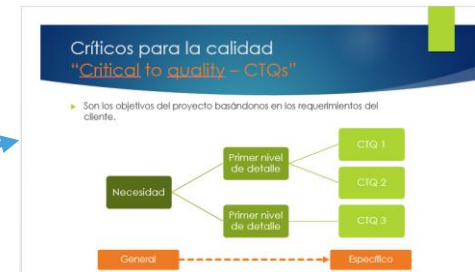 Críticos para la calidad
“Critical to quality – CTQs”
Son los objetivos del proyecto basándonos en los requerimientos del
cliente.
CTQ 1
Primer nivel
de detalle
CTQ 2
Necesidad
Primer nivel
de detalle
CTQ 3
General
Específico